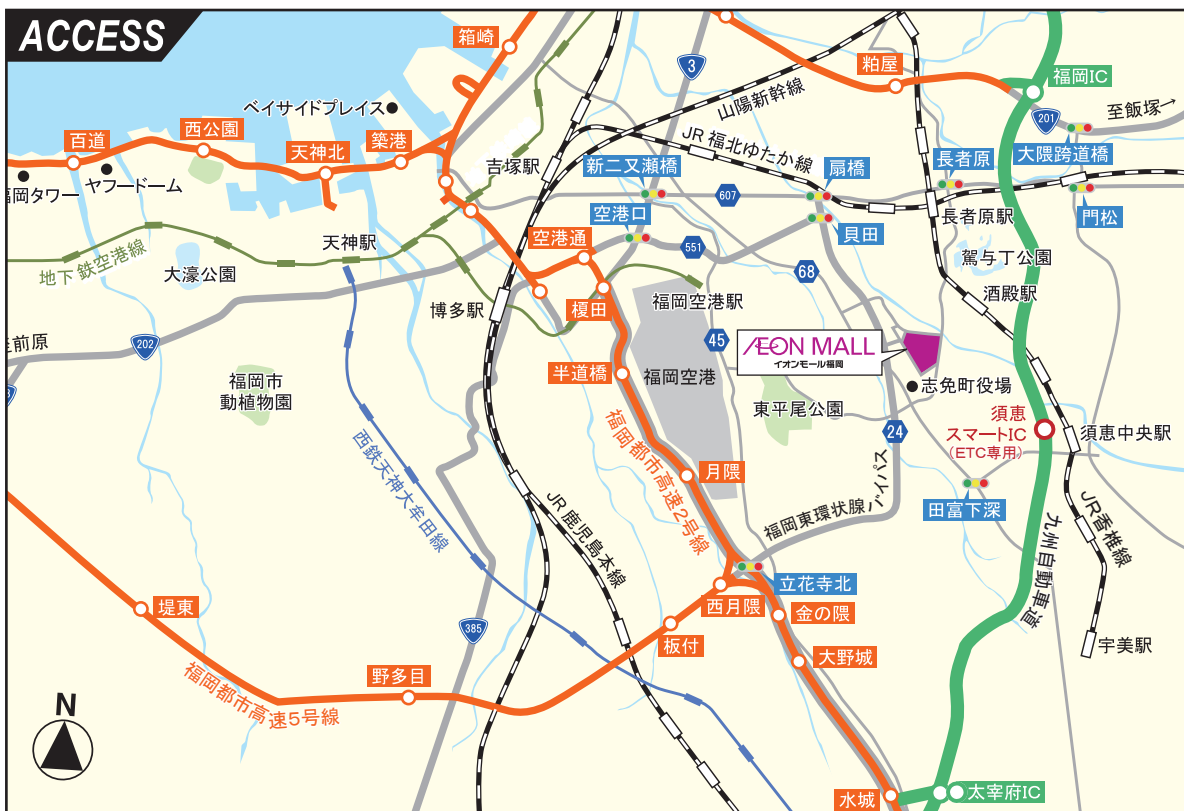 ACCESS
箱崎
3
粕屋
福岡IC
山陽新幹線
ベイサイドプレイス
201
至飯塚→
百道
西公園
天神北
築港
吉塚駅
JR福北ゆたか線
大隈跨道橋
福岡タワー
ヤフードーム
新二又瀬橋
扇橋
長者原
607
門松
空港口
貝田
長者原駅
天神駅
空港通
551
地下鉄空港線
大濠公園
68
駕与丁公園
博多駅
榎田
福岡空港駅
酒殿駅
至前原
202
45
ÆON MALL
イオンモール福岡
半道橋
福岡空港
志免町役場
福岡市
動植物園
東平尾公園
須恵
スマートIC
(ETC専用)
須恵中央駅
24
福岡都市高速2号線
西鉄天神大牟田線
月隈
田富下深
JR鹿児島本線
福岡東環状線バイパス
JR香椎線
九州自動車道
立花寺北
西月隈
堤東
385
板付
金の隈
宇美駅
大野城
野多目
福岡都市高速5号線
N
水城
太宰府IC